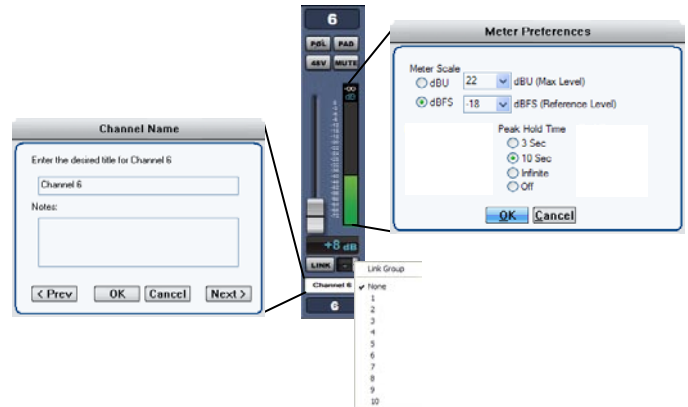 6
POL PAD
48V MUTE
-∞
dB
+8 dB
LINK -
Channel 6
6
Channel Name
Enter the desired title for Channel 6
Channel 6
Notes:
< Prev OK Cancel Next >
Meter Preferences
Meter Scale
dBU 22 dBU (Max Level)
dBFS -18 dBFS (Reference Level)
Peak Hold Time
3 Sec
10 Sec
Infinite
Off
OK Cancel
Link Group
None
1
2
3
4
5
6
7
8
9
10